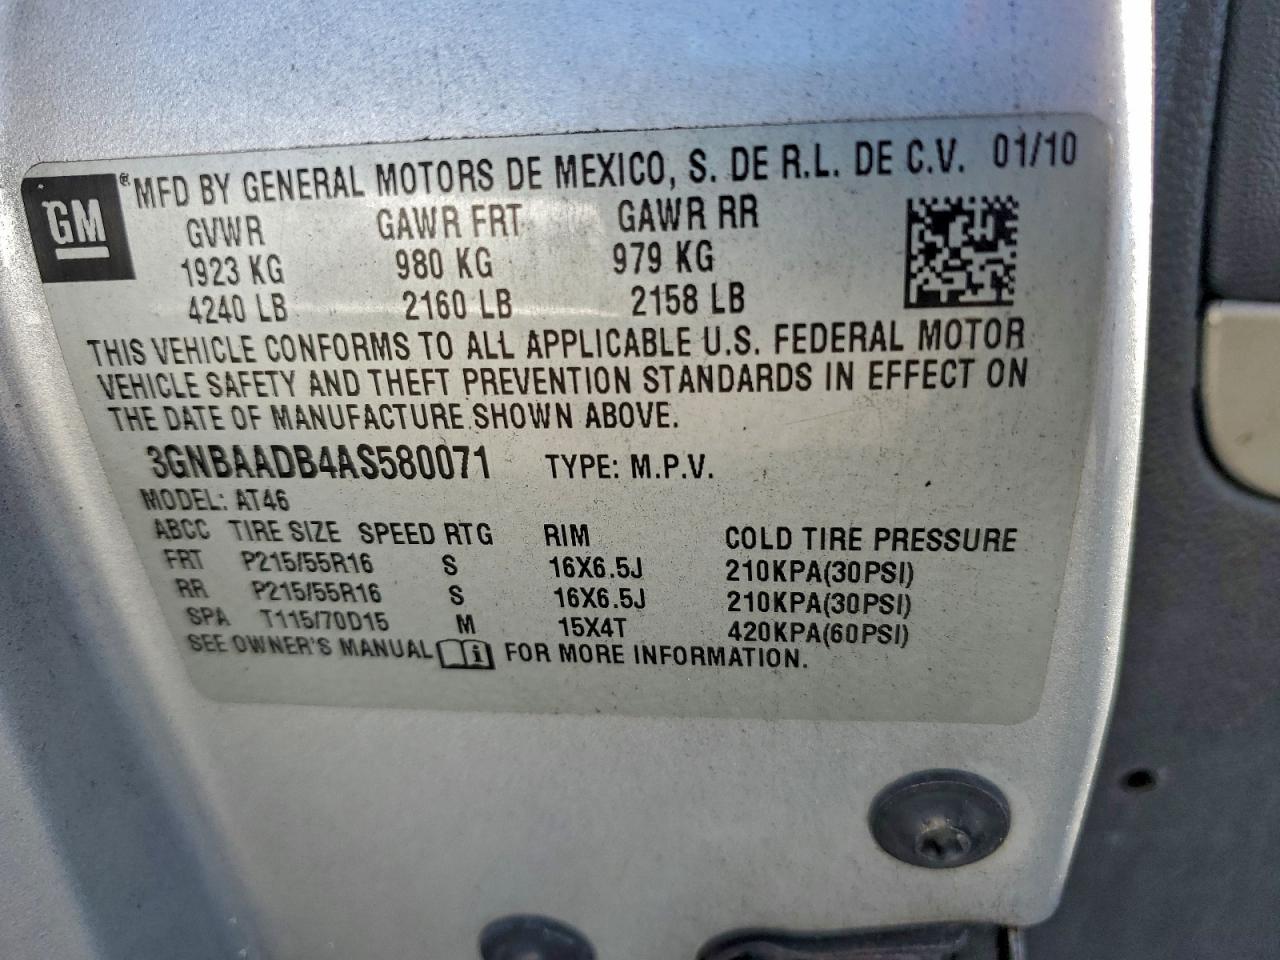 GM ® MFD BY GENERAL MOTORS DE MEXICO, S. DE R.L. DE C.V. 01/10
GVWR GAWR FRT GAWR RR
1923 KG 980 KG 979 KG
4240 LB 2160 LB 2158 LB
THIS VEHICLE CONFORMS TO ALL APPLICABLE U.S. FEDERAL MOTOR
VEHICLE SAFETY AND THEFT PREVENTION STANDARDS IN EFFECT ON
THE DATE OF MANUFACTURE SHOWN ABOVE.
3GNBAADB4AS580071 TYPE: M.P.V.
MODEL: AT46
ABCC TIRE SIZE SPEED RTG RIM COLD TIRE PRESSURE
FRT P215/55R16 S 16X6.5J 210KPA(30PSI)
RR P215/55R16 S 16X6.5J 210KPA(30PSI)
SPA T115/70D15 M 15X4T 420KPA(60PSI)
SEE OWNER'S MANUAL i FOR MORE INFORMATION.